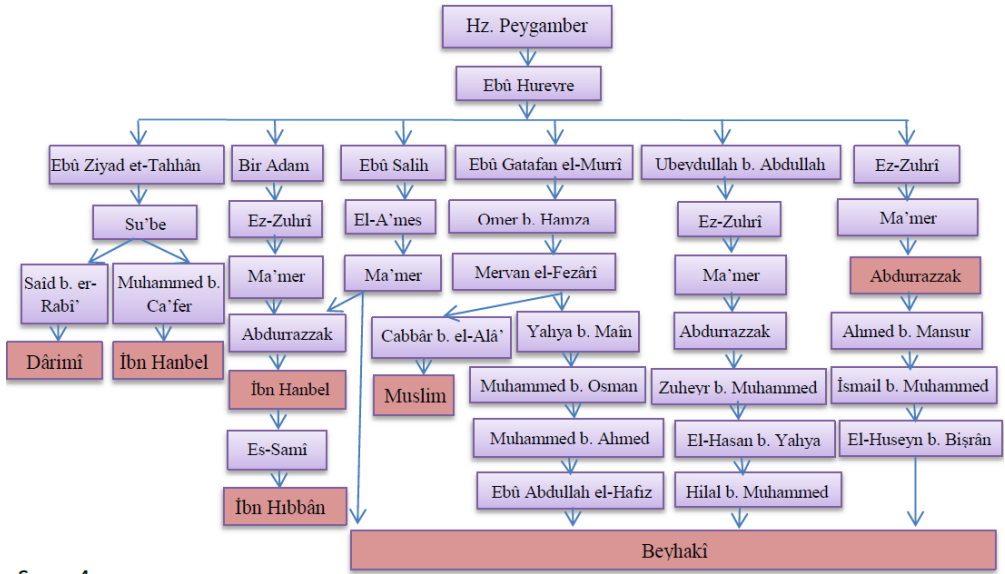 Hz. Peygamber
Ebû Hureyre
Ebû Ziyad et-Tahhân
Bir Adam
Ebû Salih
Ebû Gatafan el-Murrî
Ubeydullah b. Abdullah
Ez-Zuhrî
Su’be
Ez-Zuhrî
El-A’mes
Omer b. Hamza
Ez-Zuhrî
Ma’mer
Saîd b. er-
Rabî’
Muhammed b.
Ca’fer
Ma’mer
Ma’mer
Mervan el-Fezârî
Ma’mer
Abdurrazzak
Dârimî
İbn Hanbel
Abdurrazzak
Cabbâr b. el-Alâ’
Yahya b. Maîn
Abdurrazzak
Ahmed b. Mansur
İbn Hanbel
Muslim
Muhammed b. Osman
Zuheyr b. Muhammed
İsmail b. Muhammed
Es-Samî
Muhammed b. Ahmed
El-Hasan b. Yahya
El-Huseyn b. Bişrân
İbn Hıbbân
Ebû Abdullah el-Hafız
Hilal b. Muhammed
Beyhakî